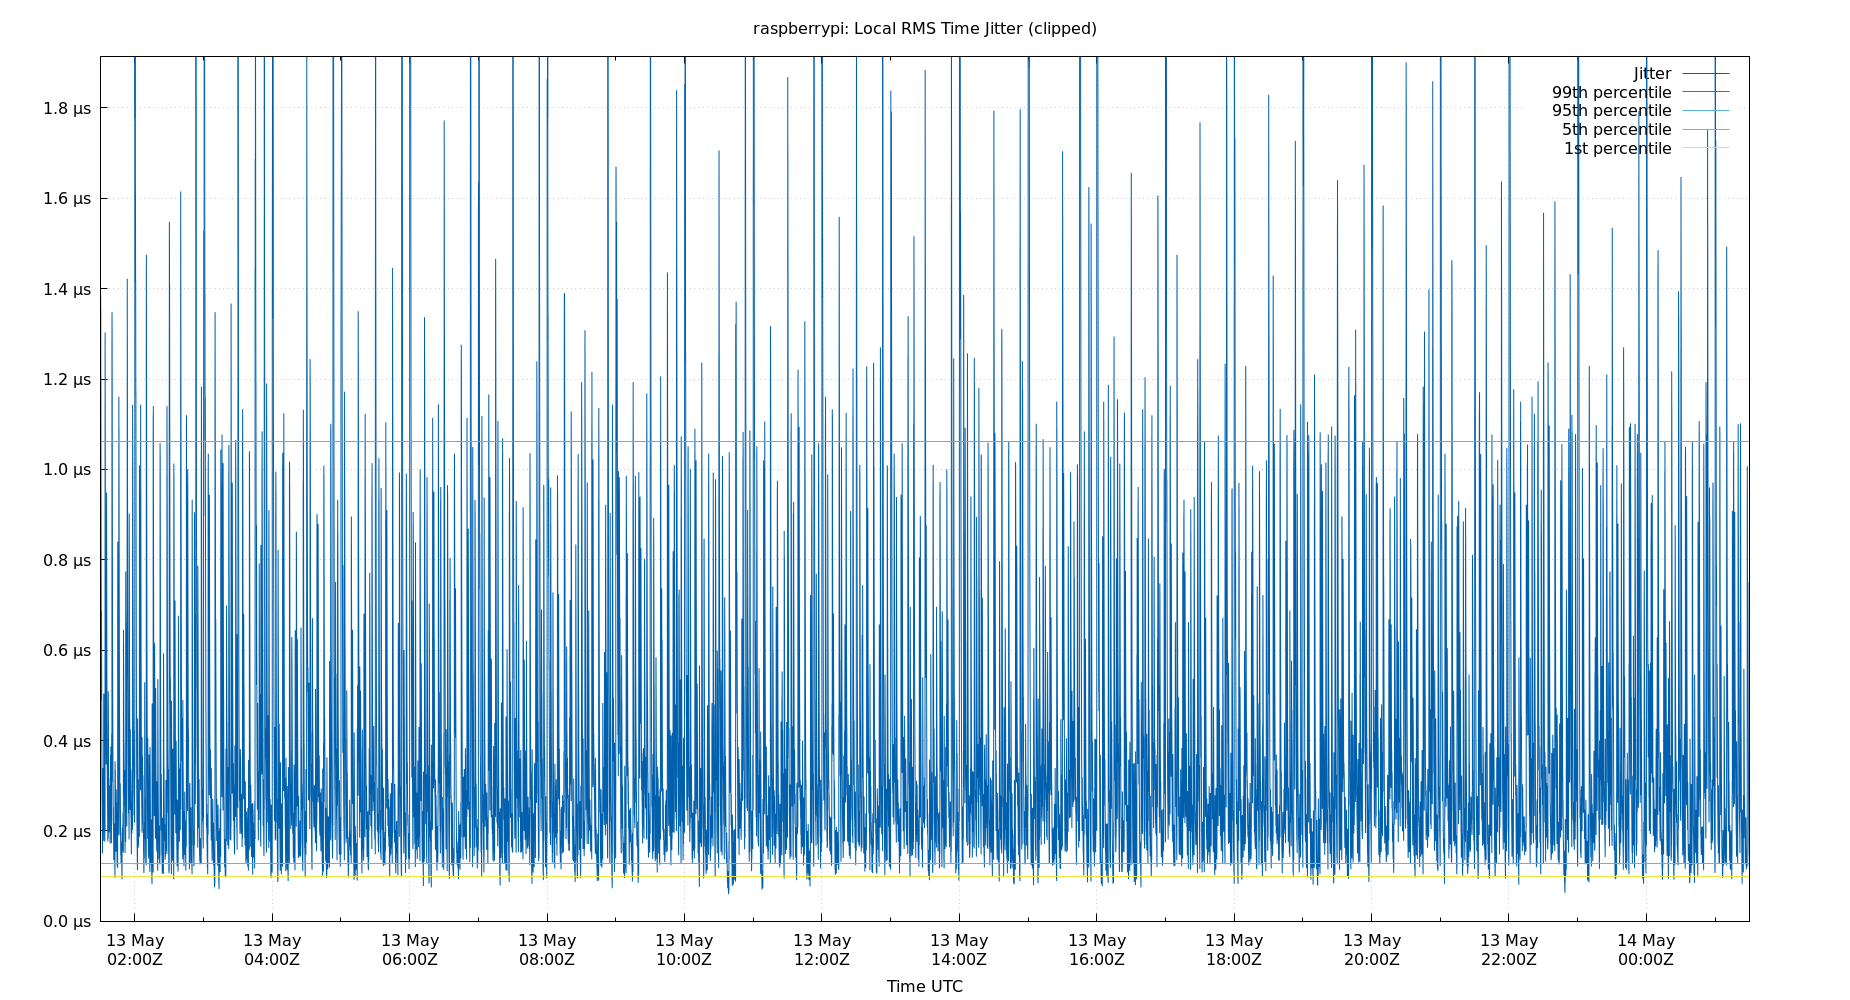 raspberrypi: Local RMS Time Jitter (clipped)
Jitter
99th percentile
95th percentile
5th percentile
1st percentile
1.8 μs
1.6 μs
1.4 μs
1.2 μs
1.0 μs
0.8 μs
0.6 μs
0.4 μs
0.2 μs
0.0 μs
13 May 13 May 13 May 13 May 13 May 13 May 13 May 13 May 13 May 13 May 13 May 14 May
02:00Z 04:00Z 06:00Z 08:00Z 10:00Z 12:00Z 14:00Z 16:00Z 18:00Z 20:00Z 22:00Z 00:00Z
Time UTC